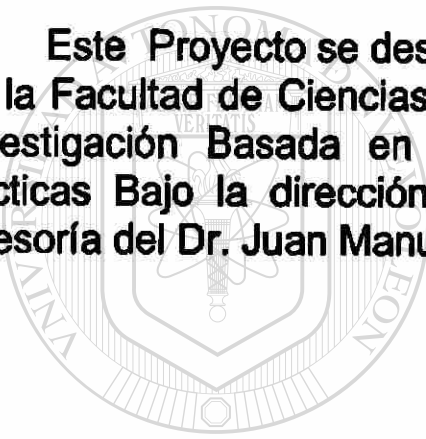 Este Proyecto se des
la Facultad de Ciencias
estigación Basada en
cticas Bajo la dirección
esoría del Dr. Juan Manu
VERITATIS